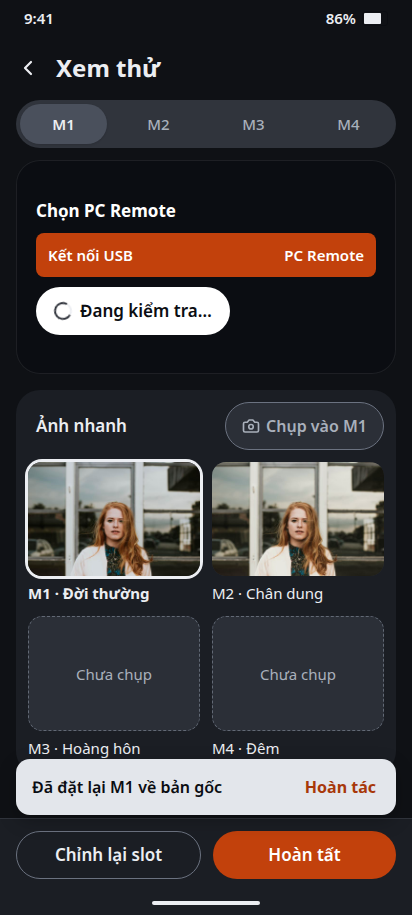 9:41
86%
Xem thử
M1
M2
M3
M4
Chọn PC Remote
Kết nối USB
PC Remote
Đang kiểm tra...
Ảnh nhanh
Chụp vào M1
M1 · Đời thường
M2 · Chân dung
Chưa chụp
Chưa chụp
M3 · Hoàng hôn
M4 · Đêm
Đã đặt lại M1 về bản gốc
Hoàn tác
Chỉnh lại slot
Hoàn tất